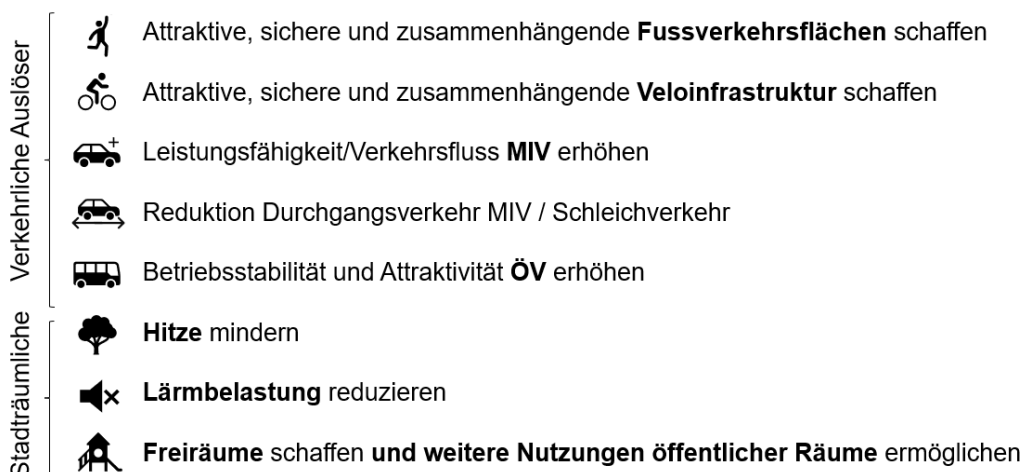 Verkehrliche Auslöser
Attraktive, sichere und zusammenhängende Fussverkehrsflächen schaffen
Attraktive, sichere und zusammenhängende Veloinfrastruktur schaffen
Leistungsfähigkeit/Verkehrsfluss MIV erhöhen
Reduktion Durchgangsverkehr MIV / Schleichverkehr
Betriebsstabilität und Attraktivität ÖV erhöhen
Stadträumliche
Hitze mindern
Lärmbelastung reduzieren
Freiräume schaffen und weitere Nutzungen öffentlicher Räume ermöglichen